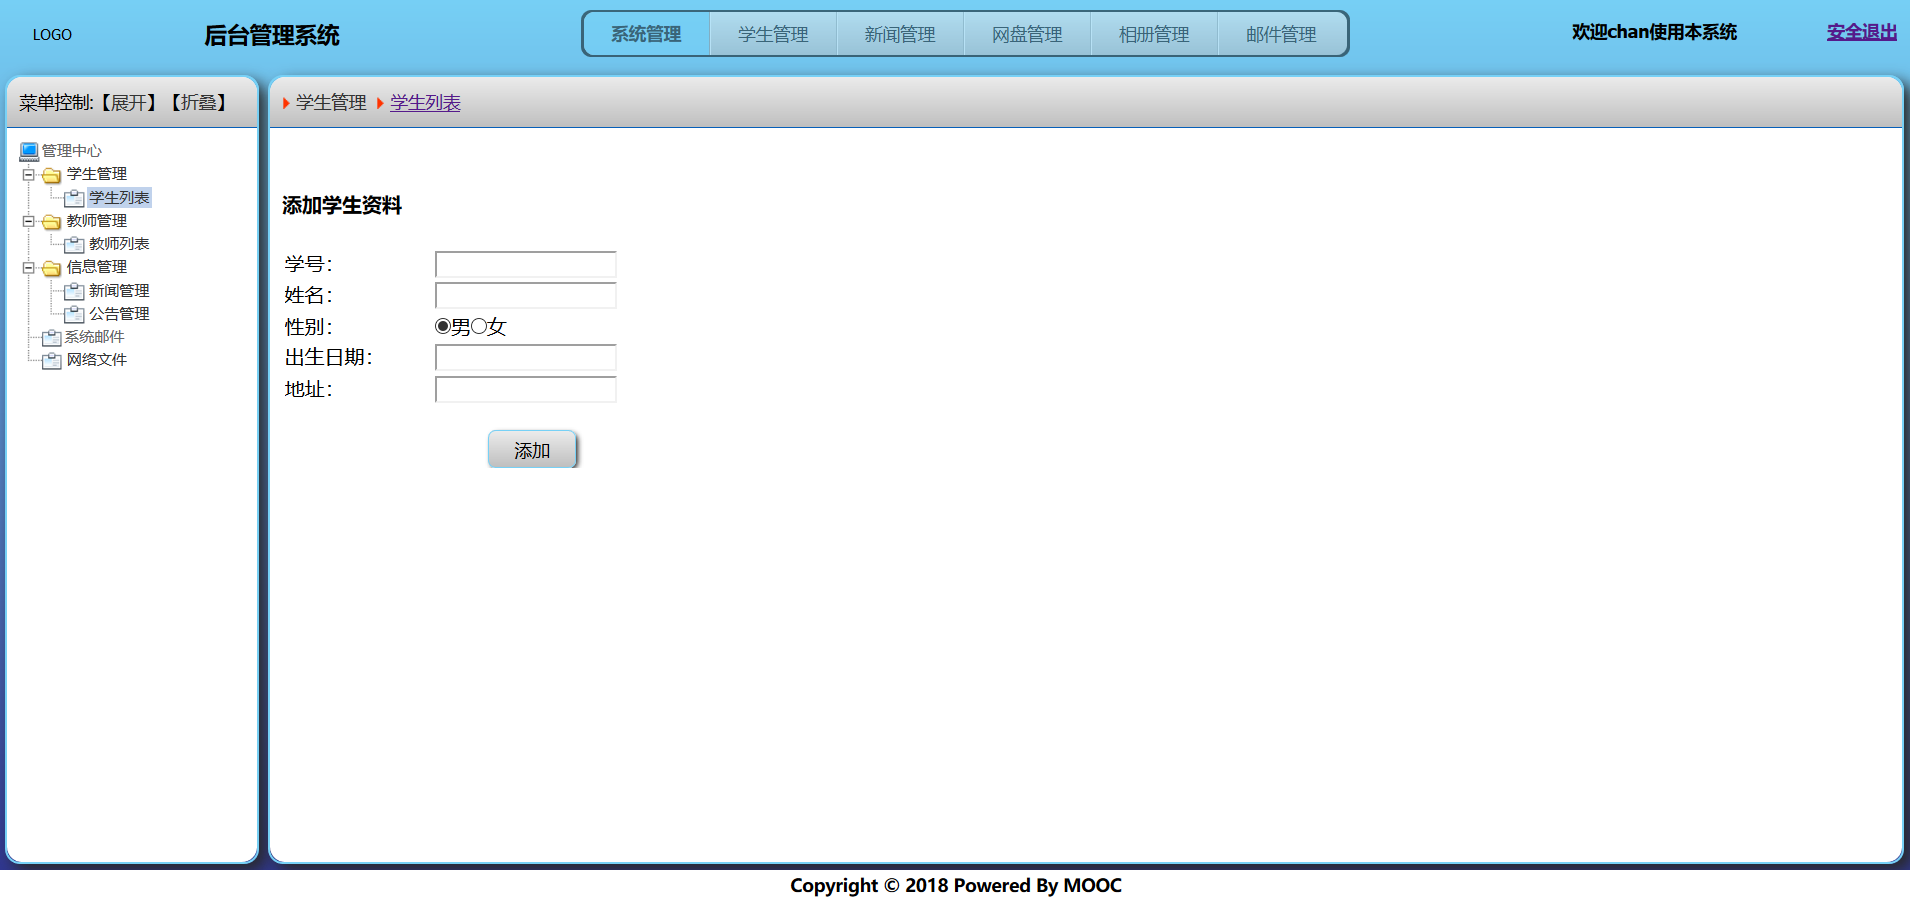 LOGO 后台管理系统 系统管理 学生管理 新闻管理 网盘管理 相册管理 邮件管理 欢迎chan使用本系统 安全退出
菜单控制:【展开】【折叠】
管理中心
学生管理
学生列表
教师管理
教师列表
信息管理
新闻管理
公告管理
系统邮件
网络文件
学生管理 学生列表
添加学生资料
学号：
姓名：
性别： 男 女
出生日期：
地址：
添加
Copyright © 2018 Powered By MOOC